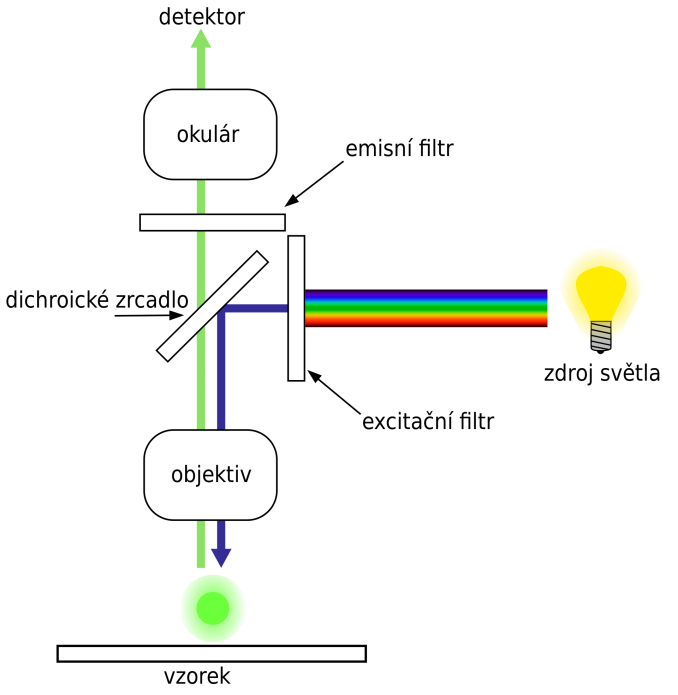 detektor
okulár
emisní filtr
dichroické zrcadlo
zdroj světla
excitační filtr
objektiv
vzorek